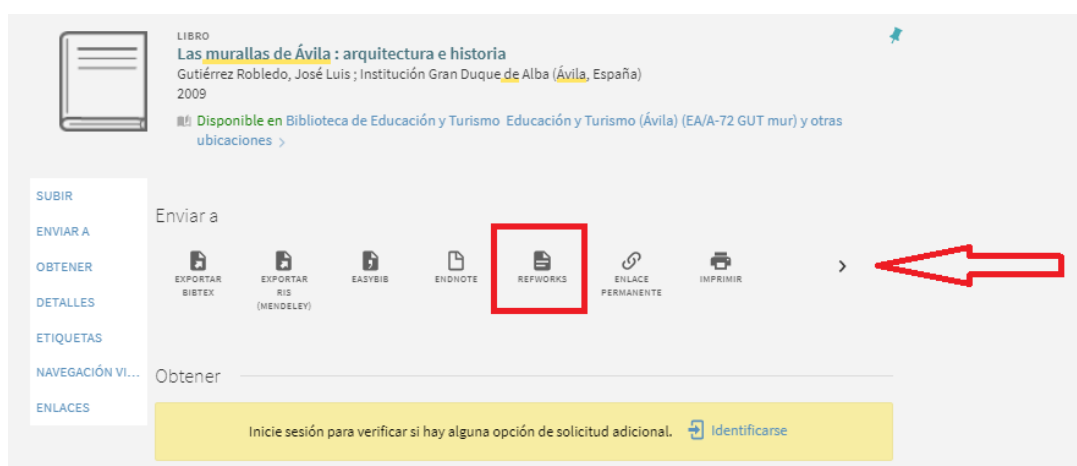 LIBRO
Las murallas de Ávila : arquitectura e historia
Gutiérrez Robledo, José Luis ; Institución Gran Duque de Alba (Ávila, España)
2009
Disponible en Biblioteca de Educación y Turismo Educación y Turismo (Ávila) (EA/A-72 GUT mur) y otras
ubicaciones >
SUBIR
ENVIAR A
OBTENER
DETALLES
ETIQUETAS
NAVEGACIÓN VI...
ENLACES
Enviar a
EXPORTAR
BIBTEX
EXPORTAR
RIS
(MENDELEY)
EASYBIB
ENDNOTE
REFWORKS
ENLACE
PERMANENTE
IMPRIMIR
Obtener
Inicie sesión para verificar si hay alguna opción de solicitud adicional. Identificarse